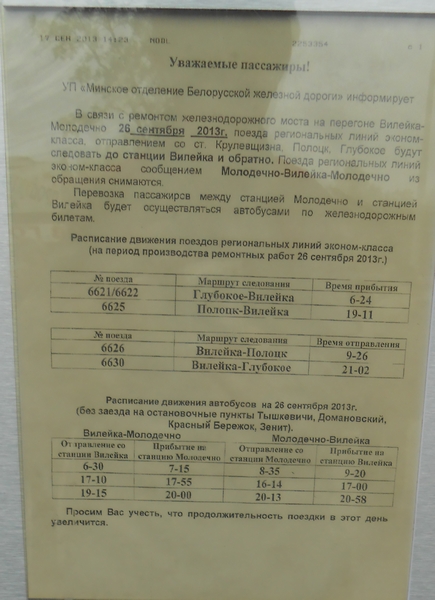 17 СЕН 2013 14:23 NODL 2253354 с 1
Уважаемые пассажиры!
УП «Минское отделение Белорусской железной дороги» информирует
В связи с ремонтом железнодорожного моста на перегоне Вилейка-
Молодечно 26 сентября 2013г. поезда региональных линий эконом-
класса, отправлением со ст. Крулевщизна, Полоцк, Глубокое будут
следовать до станции Вилейка и обратно. Поезда региональных линий
эконом-класса сообщением Молодечно-Вилейка-Молодечно из
обращения снимаются.
Перевозка пассажиров между станцией Молодечно и станцией
Вилейка будет осуществляться автобусами по железнодорожным
билетам.
Расписание движения поездов региональных линий эконом-класса
(на период производства ремонтных работ 26 сентября 2013г.)
№ поезда Маршрут следования Время прибытия
6621/6622 Глубокое-Вилейка 6-24
6625 Полоцк-Вилейка 19-11
№ поезда Маршрут следования Время отправления
6626 Вилейка-Полоцк 9-26
6630 Вилейка-Глубокое 21-02
Расписание движения автобусов на 26 сентября 2013г.
(без заезда на остановочные пункты Тышкевичи, Домановский,
Красный Бережок, Зенит).
Вилейка-Молодечно Молодечно-Вилейка
Отправление со станции Вилейка Прибытие на станцию Молодечно Отправление со станции Молодечно Прибытие на станцию Вилейка
6-30 7-15 8-35 9-20
17-10 17-55 16-14 17-00
19-15 20-00 20-13 20-58
Просим Вас учесть, что продолжительность поездки в этот день
увеличится.